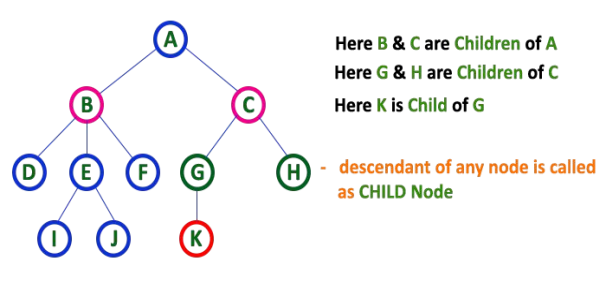 A
Here B & C are Children of A
Here G & H are Children of C
B
C
Here K is Child of G
D
E
F
G
H
- descendant of any node is called
as CHILD Node
I
J
K